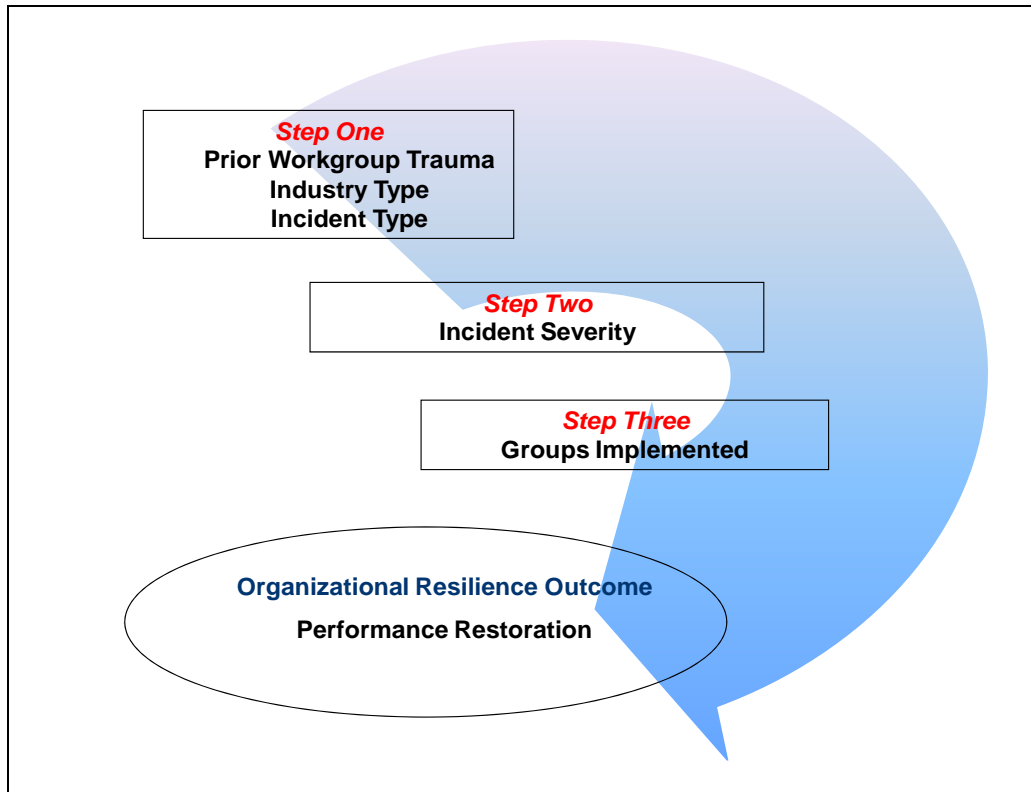 Step One
Prior Workgroup Trauma
Industry Type
Incident Type
Step Two
Incident Severity
Step Three
Groups Implemented
Organizational Resilience Outcome
Performance Restoration